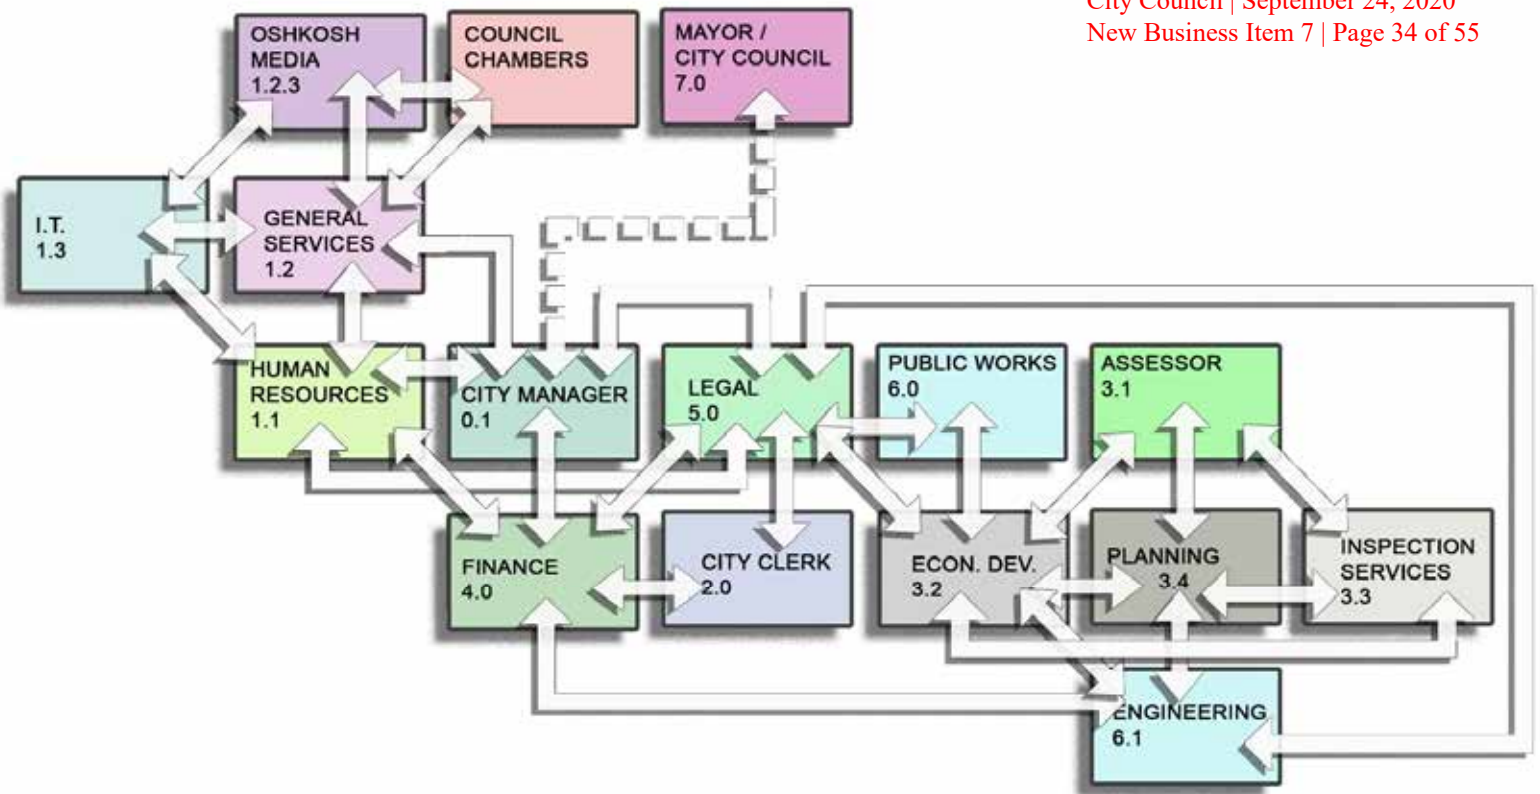 City Council | September 24, 2020
New Business Item 7 | Page 34 of 55
OSHKOSH
MEDIA
1.2.3
COUNCIL
CHAMBERS
MAYOR /
CITY COUNCIL
7.0
I.T.
1.3
GENERAL
SERVICES
1.2
HUMAN
RESOURCES
1.1
CITY MANAGER
0.1
LEGAL
5.0
PUBLIC WORKS
6.0
ASSESSOR
3.1
FINANCE
4.0
CITY CLERK
2.0
ECON. DEV.
3.2
PLANNING
3.4
INSPECTION
SERVICES
3.3
ENGINEERING
6.1